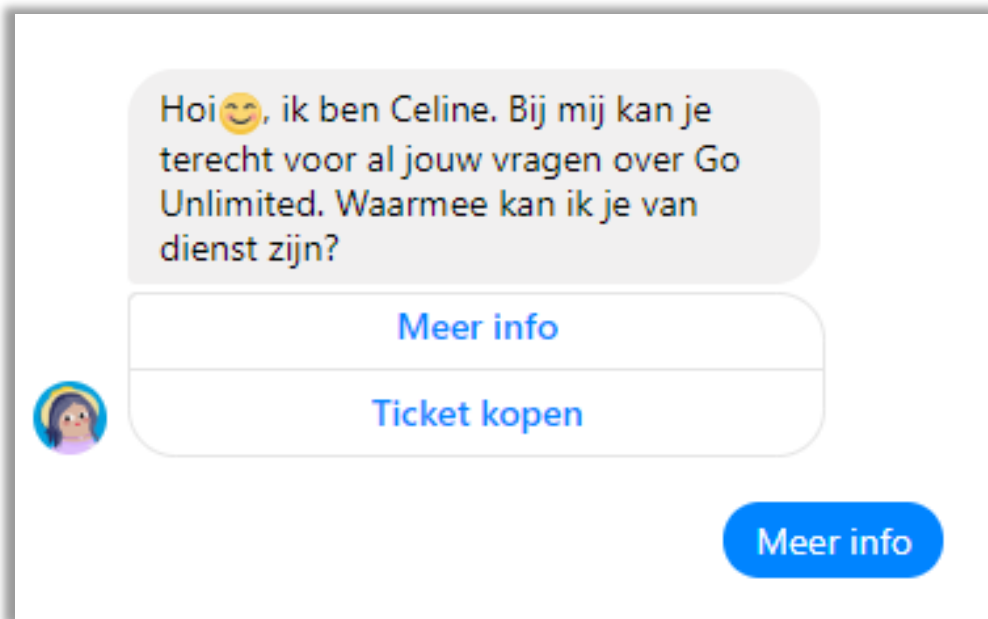 Hoi😊, ik ben Celine. Bij mij kan je
terecht voor al jouw vragen over Go
Unlimited. Waarmee kan ik je van
dienst zijn?
Meer info
Ticket kopen
Meer info